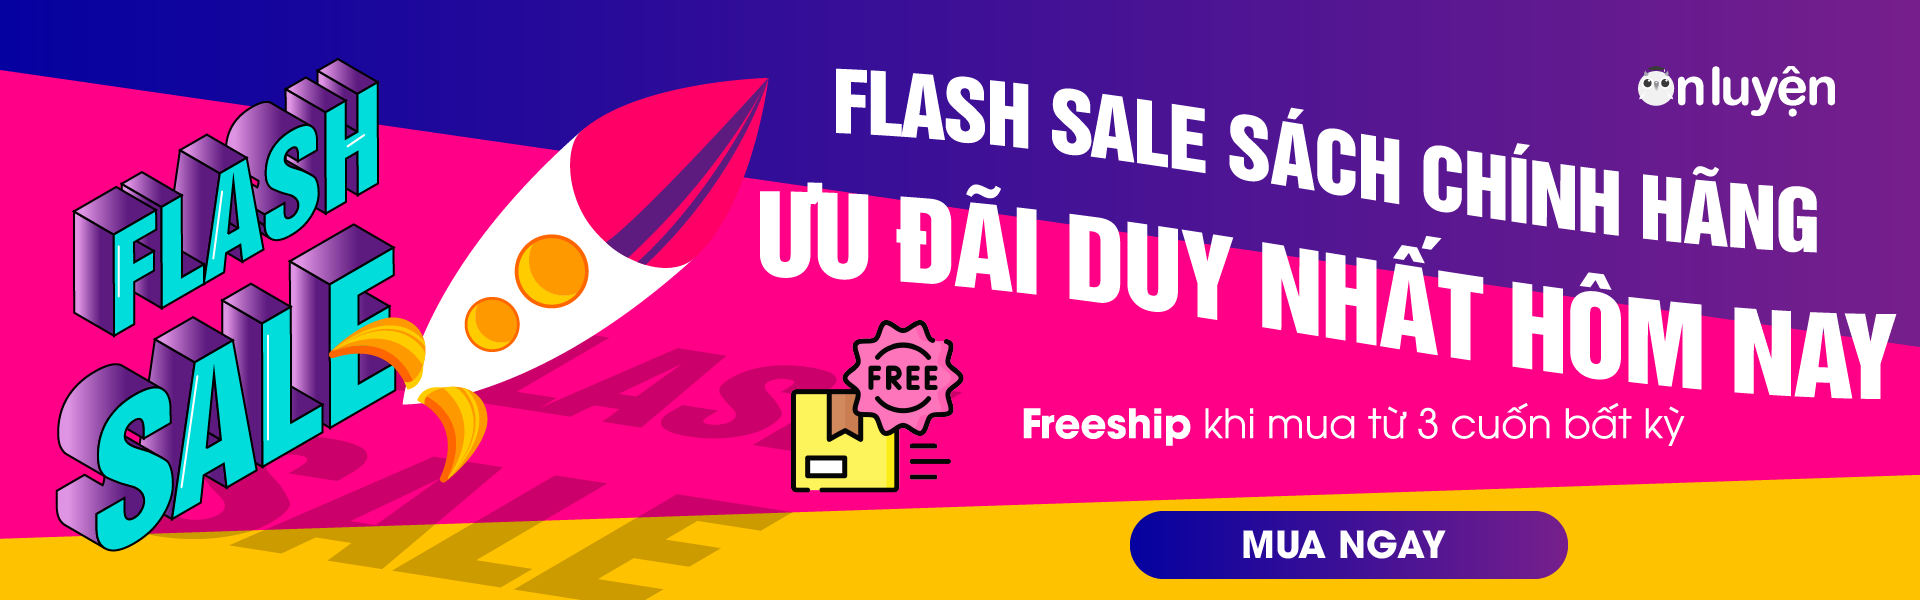 FLASH
SALE
onluyện
FLASH SALE SÁCH CHÍNH HÃNG
ƯU ĐÃI DUY NHẤT HÔM NAY
FREE
Freeship khi mua từ 3 cuốn bất kỳ
MUA NGAY